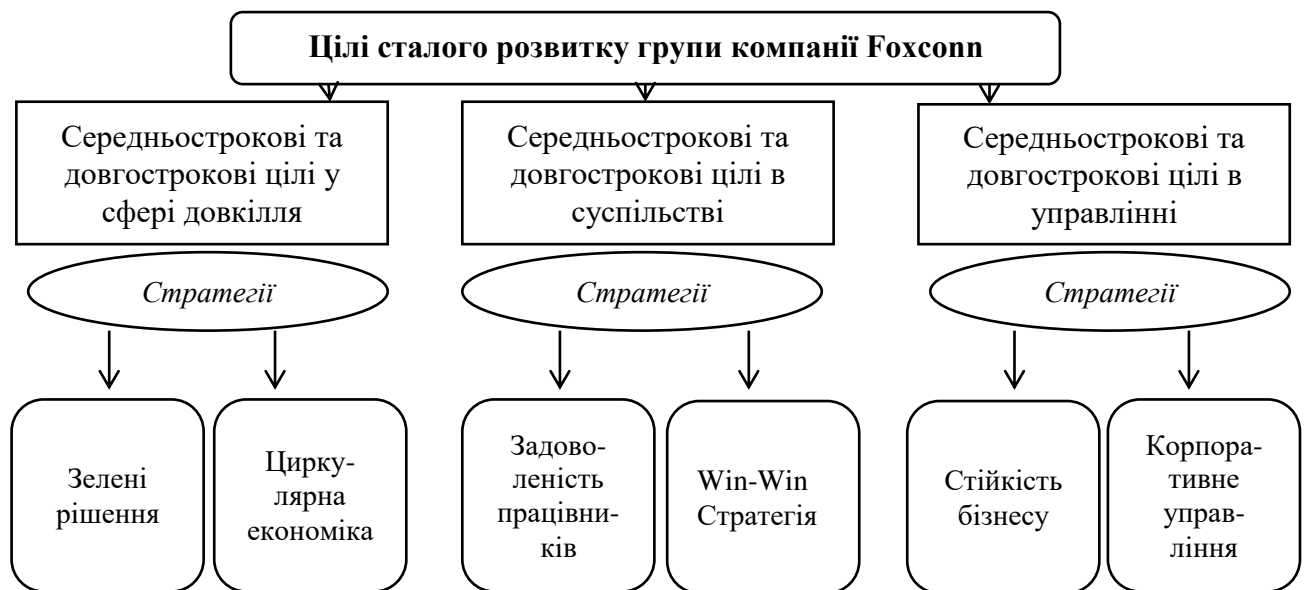 Цілі сталого розвитку групи компанії Foxconn
Середньострокові та
довгострокові цілі у
сфері довкілля
Середньострокові та
довгострокові цілі в
суспільстві
Середньострокові та
довгострокові цілі в
управлінні
Стратегії
Стратегії
Стратегії
Зелені
рішення
Цирку-
лярна
економіка
Задово-
леність
працівни-
ків
Win-Win
Стратегія
Стійкість
бізнесу
Корпора-
тивне
управ-
ління